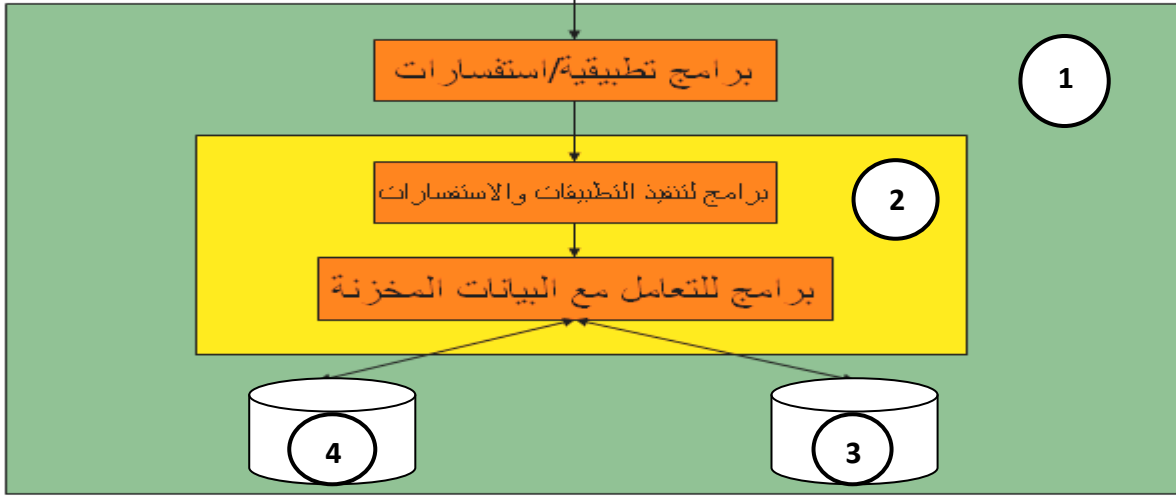 برامج تطبيقية/استفسارات
1
برامج لتنفيذ التطبيقات والاستفسارات
2
برامج للتعامل مع البيانات المخزنة
3
4